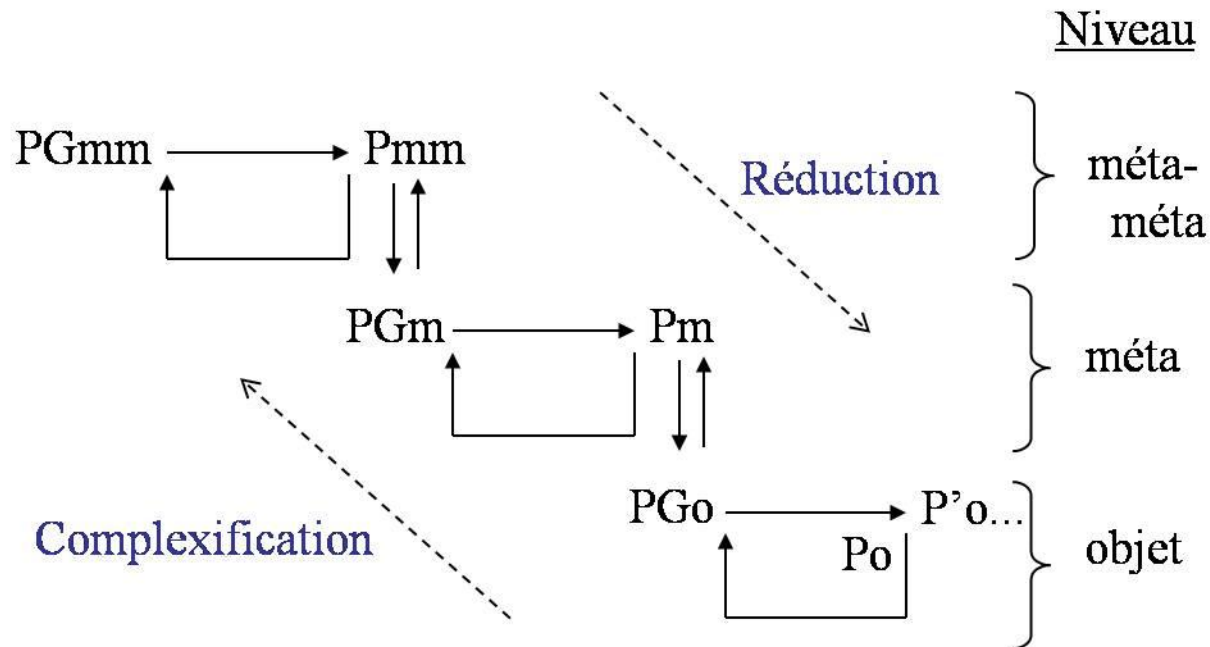 Niveau
PGmm Pmm
Réduction
méta-
méta
PGm Pm
méta
PGo P’o...
Po
Complexification
objet